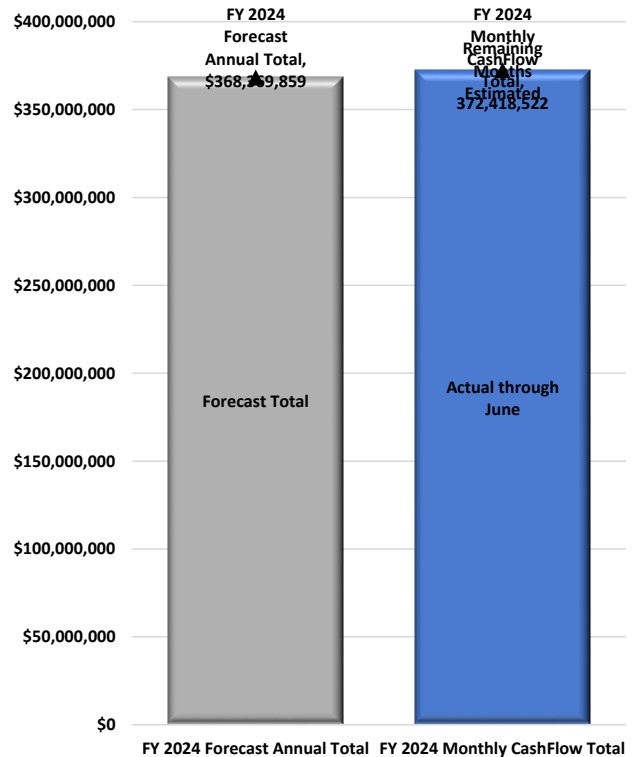 $400,000,000
$350,000,000
$300,000,000
$250,000,000
$200,000,000
$150,000,000
$100,000,000
$50,000,000
$0
FY 2024
Forecast
Annual Total,
Forecast Total
FY 2024
Monthly
CashFlow
Total,
372,418,522
Remaining
Months
Estimated
Actual through
June
FY 2024 Forecast Annual Total
FY 2024 Monthly CashFlow Total